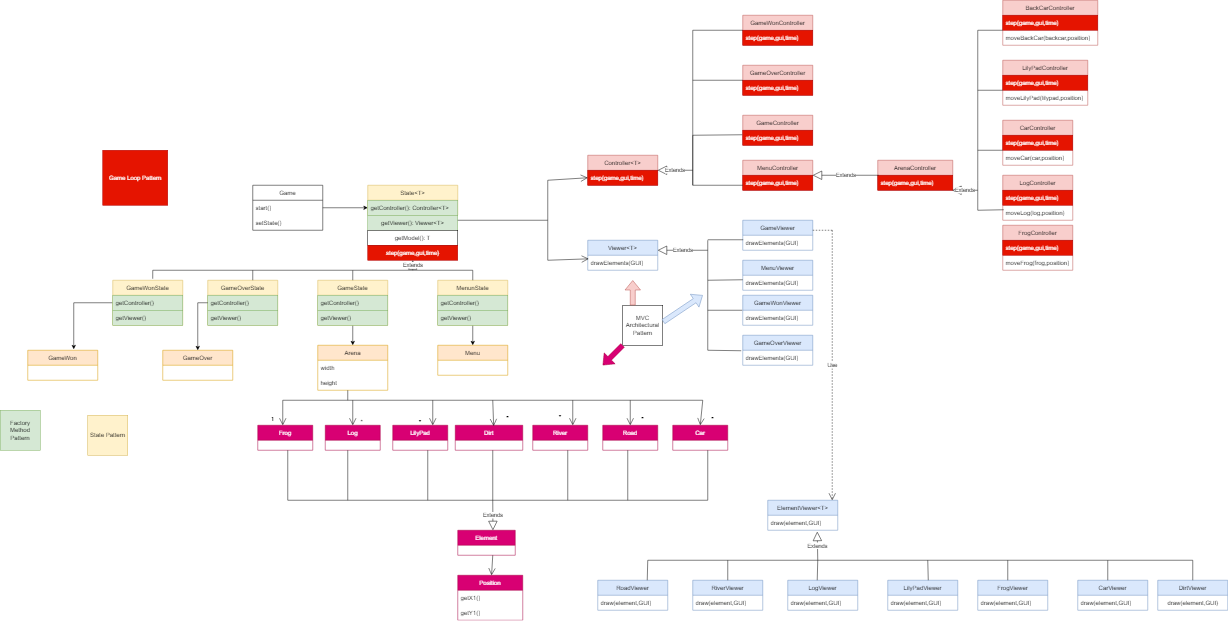 BackCarController
step(game,gui,time)
moveBackCar(backcar,position)
GameWonController
step(game,gui,time)
LilyPadController
step(game,gui,time)
moveLilyPad(lilypad,position)
GameOverController
step(game,gui,time)
GameController
step(game,gui,time)
CarController
step(game,gui,time)
moveCar(car,position)
Controller<T>
step(game,gui,time)
Extends
MenuController
step(game,gui,time)
Extends
ArenaController
step(game,gui,time)
Extends
LogController
step(game,gui,time)
moveLog(log,position)
FrogController
step(game,gui,time)
moveFrog(frog,position)
Game Loop Pattern
Game
start()
setState()
State<T>
getController(): Controller<T>
getViewer(): Viewer<T>
getModel(): T
step(game,gui,time)
Extends
Viewer<T>
drawElements(GUI)
Extends
GameViewer
drawElements(GUI)
MenuViewer
drawElements(GUI)
GameWonViewer
drawElements(GUI)
GameOverViewer
drawElements(GUI)
MVC
Architectural
Pattern
Use
GameWonState
getController()
getViewer()
GameOverState
getController()
getViewer()
GameState
getController()
getViewer()
MenunState
getController()
getViewer()
GameWon
GameOver
Arena
width
height
Menu
Factory
Method
Pattern
State Pattern
1
*
*
*
*
*
*
Frog
Log
LilyPad
Dirt
River
Road
Car
Extends
Element
Position
getX1()
getY1()
ElementViewer<T>
draw(element,GUI)
Extends
RoadViewer
draw(element,GUI)
RiverViewer
draw(element,GUI)
LogViewer
draw(element,GUI)
LilyPadViewer
draw(element,GUI)
FrogViewer
draw(element,GUI)
CarViewer
draw(element,GUI)
DirtViewer
draw(element,GUI)